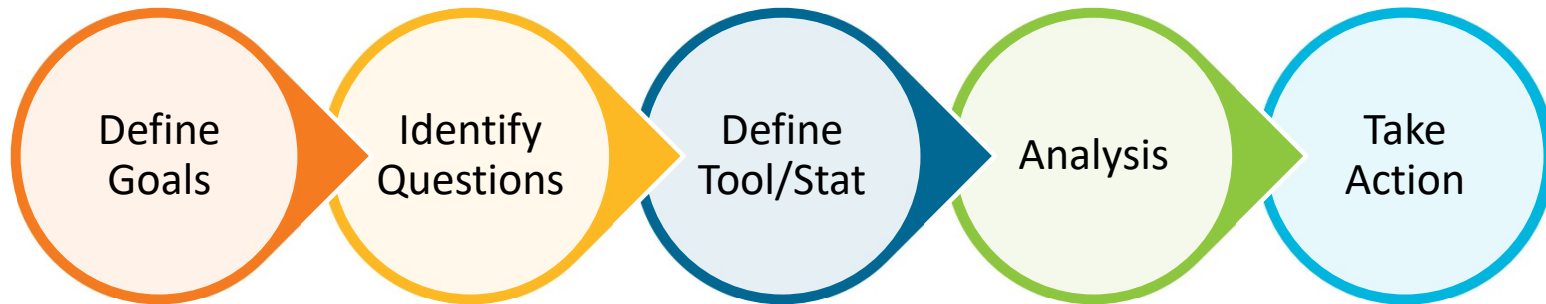 Define
Goals
Identify
Questions
Define
Tool/Stat
Analysis
Take
Action